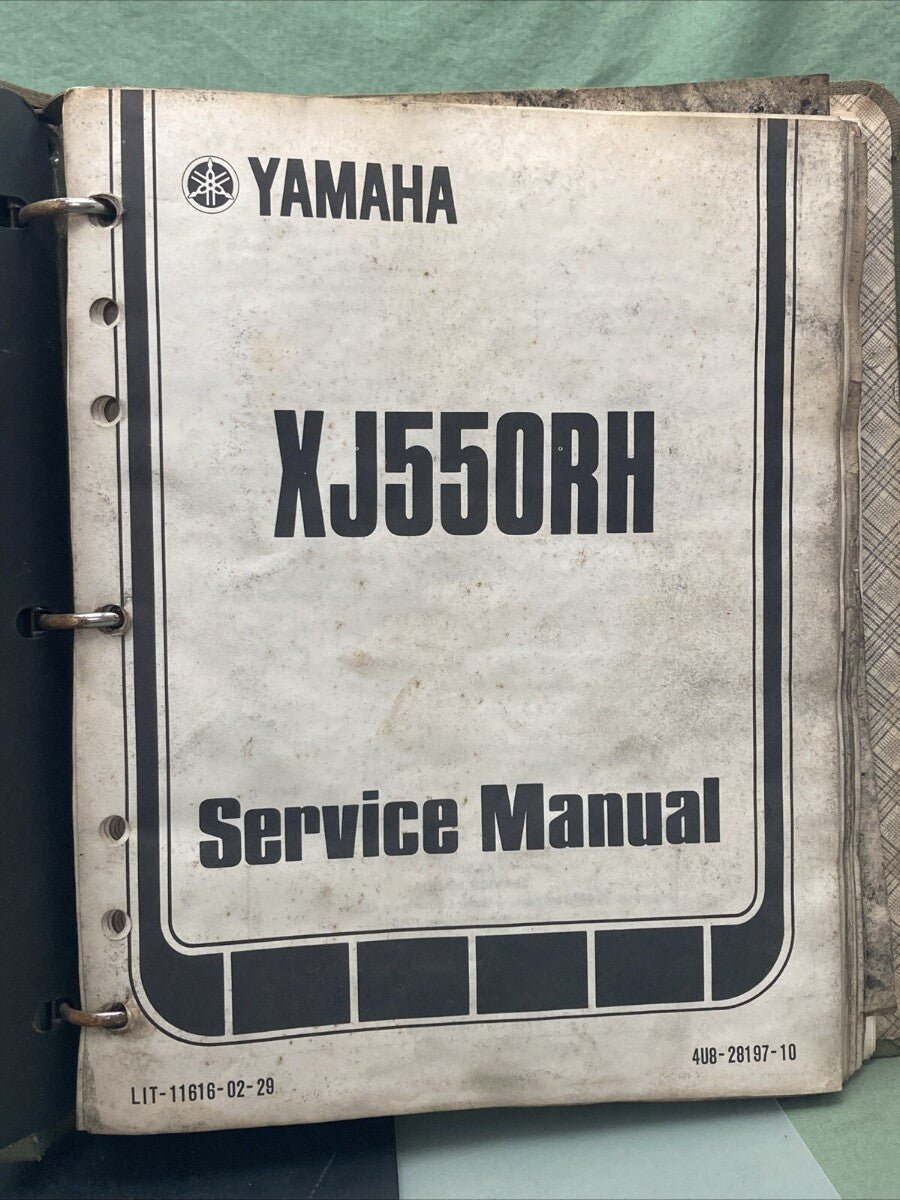 YAMAHA
XJ550RH
Service Manual
4U8-28197-10
LIT-11616-02-29